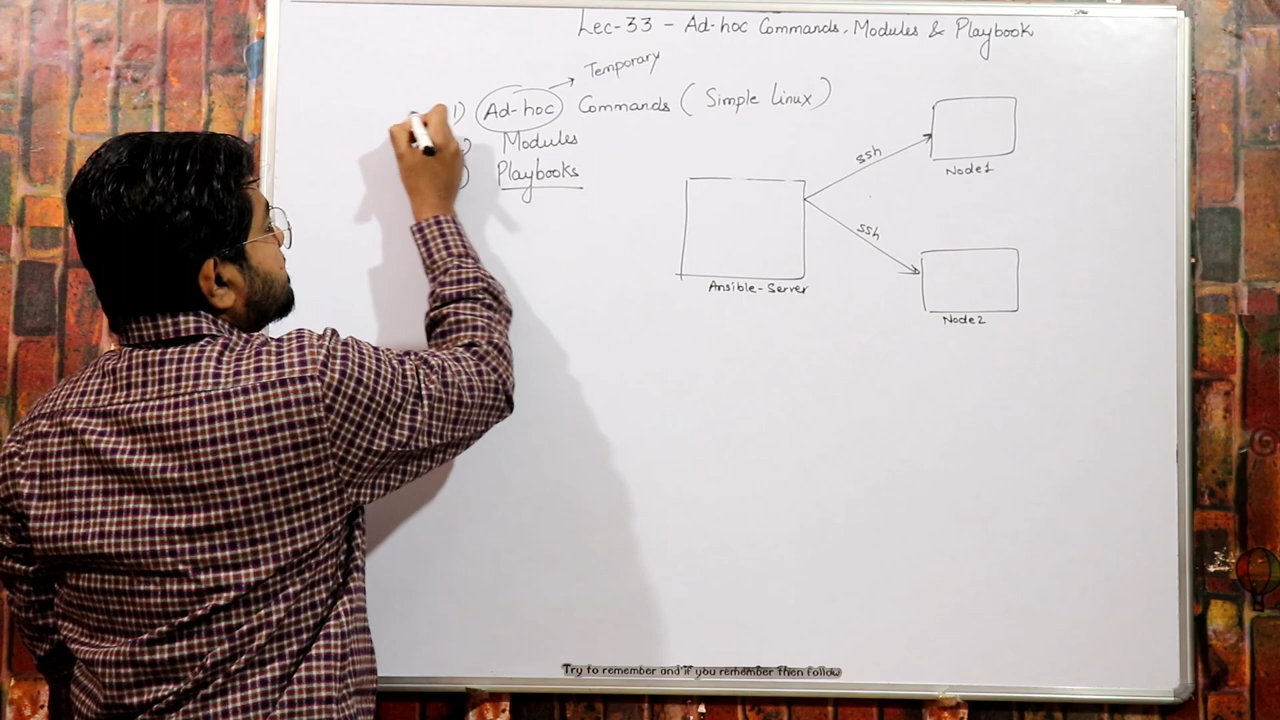 Lec-33 - Ad-hoc Commands, Modules & Playbook
Temporary
1) Ad-hoc Commands (Simple Linux)
) Modules
) Playbooks
ssh
Node1
ssh
Ansible-Server
Node2
Try to remember and if you remember then follow